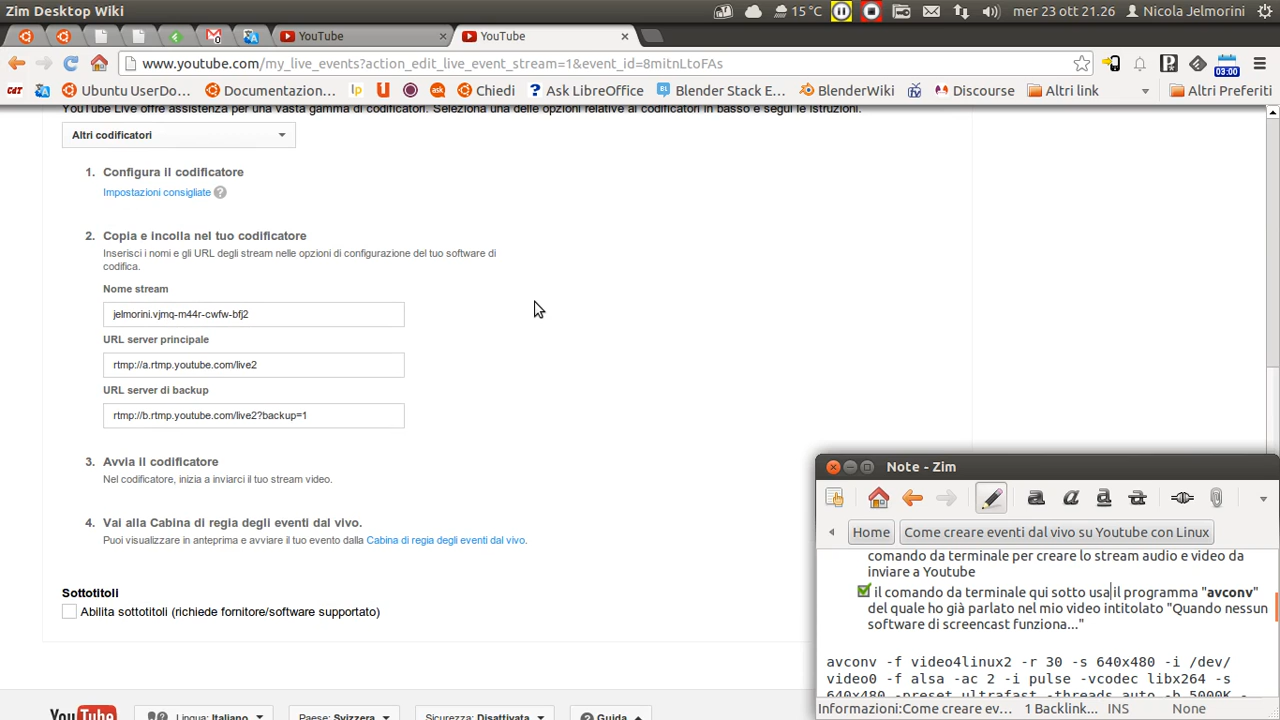 Zim Desktop Wiki
15 °C
mer 23 ott 21.26
Nicola Jelmorini
YouTube
YouTube
www.youtube.com/my_live_events?action_edit_live_event_stream=1&event_id=8mitnLtoFAs
03:00
Ubuntu UserDo...
Documentazion...
Chiedi
Ask LibreOffice
Blender Stack E...
BlenderWiki
Discourse
Altri link
Altri Preferiti
YouTube Live offre assistenza per una vasta gamma di codificatori. Seleziona una delle opzioni relative ai codificatori in basso e segui le istruzioni.
Altri codificatori
1. Configura il codificatore
Impostazioni consigliate ?
2. Copia e incolla nel tuo codificatore
Inserisci i nomi e gli URL degli stream nelle opzioni di configurazione del tuo software di
codifica.
Nome stream
jelmorini.vjmq-m44r-cwfw-bfj2
URL server principale
rtmp://a.rtmp.youtube.com/live2
URL server di backup
rtmp://b.rtmp.youtube.com/live2?backup=1
3. Avvia il codificatore
Nel codificatore, inizia a inviarci il tuo stream video.
4. Vai alla Cabina di regia degli eventi dal vivo.
Puoi visualizzare in anteprima e avviare il tuo evento dalla Cabina di regia degli eventi dal vivo.
Sottotitoli
Abilita sottotitoli (richiede fornitore/software supportato)
YouTube
Lingua: Italiano
Paese: Svizzera
Sicurezza: Disattivata
Guida
Note - Zim
Home
Come creare eventi dal vivo su Youtube con Linux
comando da terminale per creare lo stream audio e video da
inviare a Youtube
il comando da terminale qui sotto usa il programma "avconv"
del quale ho già parlato nel mio video intitolato "Quando nessun
software di screencast funziona..."
avconv -f video4linux2 -r 30 -s 640x480 -i /dev/
video0 -f alsa -ac 2 -i pulse -vcodec libx264 -s
640x480 -preset ultrafast -threads auto -b 5000K -
Informazioni:Come creare ev...
1 Backlink...
INS
None